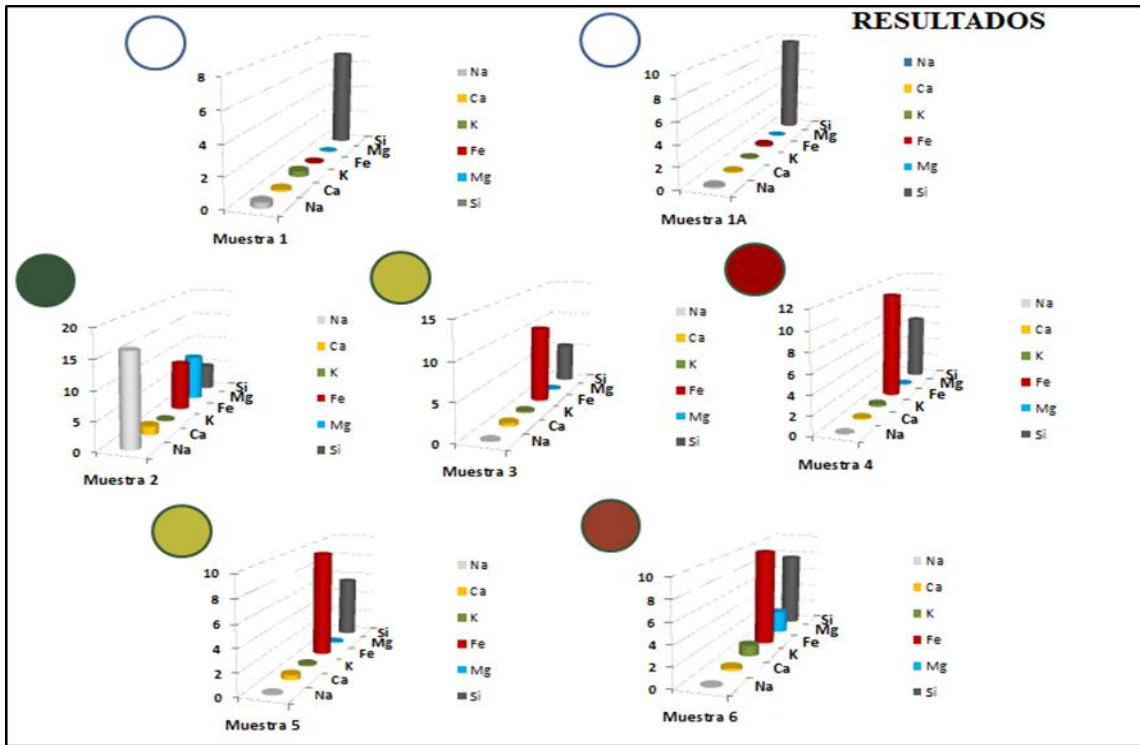 RESULTADOS
8
6
4
2
0
Na
Ca
K
Fe
Mg
Si
Na
Ca
K
Fe
Mg
Si
Muestra 1
10
8
6
4
2
0
Na
Ca
K
Fe
Mg
Si
Na
Ca
K
Fe
Mg
Si
Muestra 1A
20
15
10
5
0
Na
Ca
K
Fe
Mg
Si
Na
Ca
K
Fe
Mg
Si
Muestra 2
15
10
5
0
Na
Ca
K
Fe
Mg
Si
Na
Ca
K
Fe
Mg
Si
Muestra 3
12
10
8
6
4
2
0
Na
Ca
K
Fe
Mg
Si
Na
Ca
K
Fe
Mg
Si
Muestra 4
10
8
6
4
2
0
Na
Ca
K
Fe
Mg
Si
Na
Ca
K
Fe
Mg
Si
Muestra 5
10
8
6
4
2
0
Na
Ca
K
Fe
Mg
Si
Na
Ca
K
Fe
Mg
Si
Muestra 6